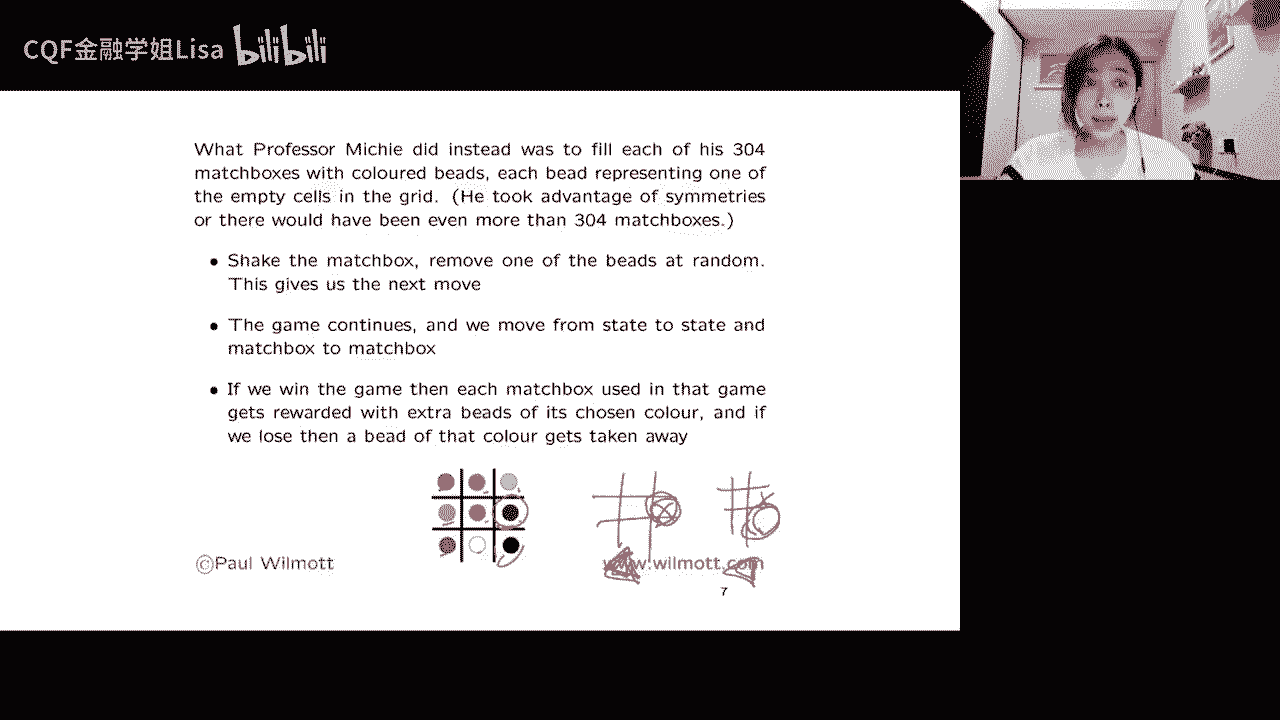 CQF金融学姐Lisa bilibili
What Professor Michie did instead was to fill each of his 304
matchboxes with coloured beads, each bead representing one of
the empty cells in the grid. (He took advantage of symmetries
or there would have been even more than 304 matchboxes.)
• Shake the matchbox, remove one of the beads at random.
This gives us the next move
• The game continues, and we move from state to state and
matchbox to matchbox
• If we win the game then each matchbox used in that game
gets rewarded with extra beads of its chosen colour, and if
we lose then a bead of that colour gets taken away
©Paul Wilmott www.wilmott.com
7